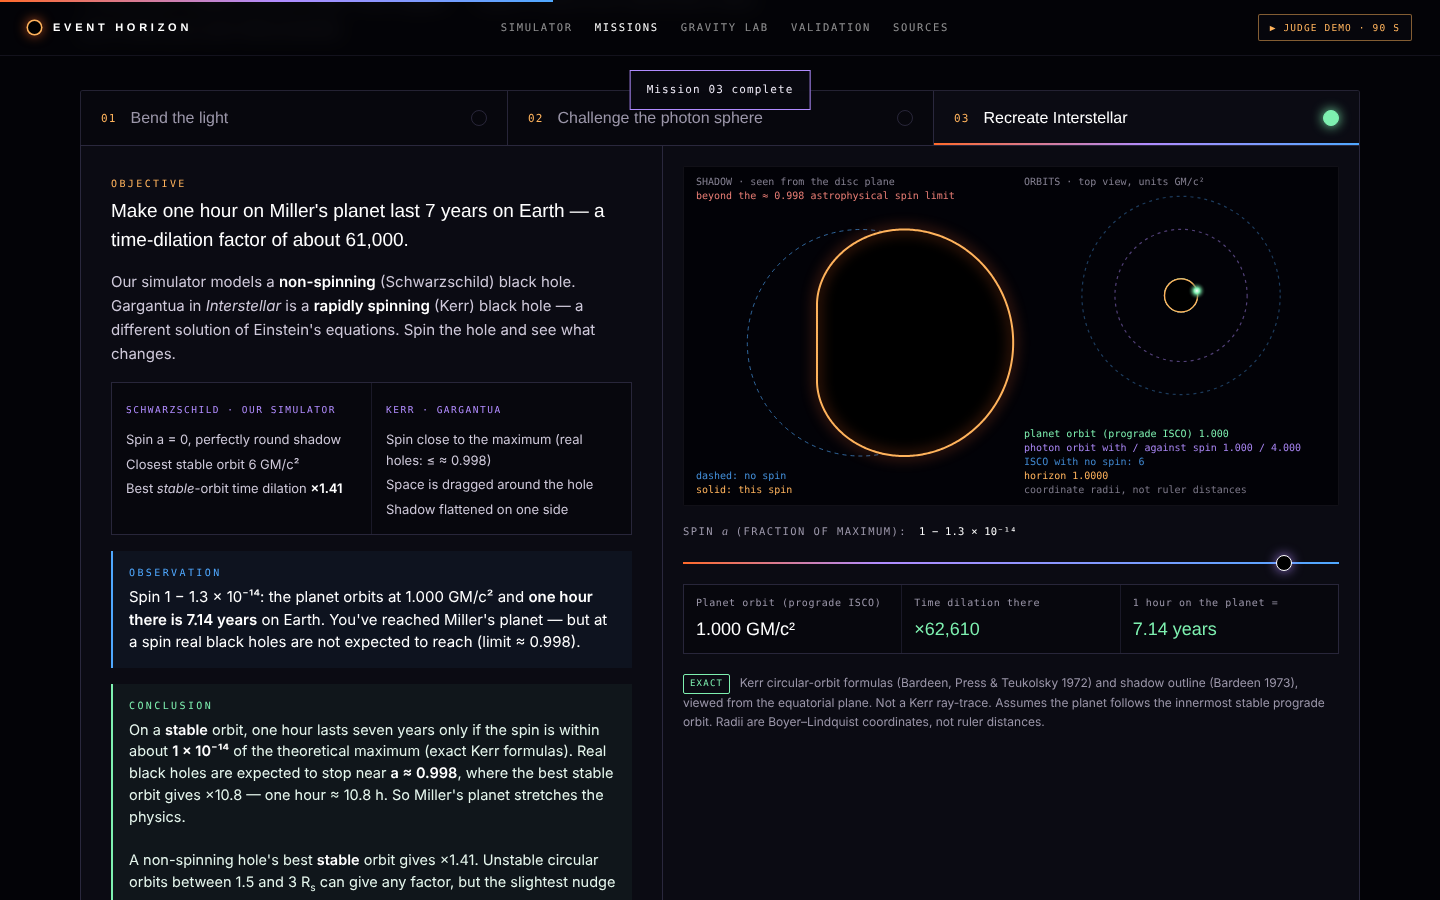 EVENT HORIZON
SIMULATOR MISSIONS GRAVITY LAB VALIDATION SOURCES
▶ JUDGE DEMO · 90 S
Mission 03 complete
01 Bend the light
02 Challenge the photon sphere
03 Recreate Interstellar
OBJECTIVE
Make one hour on Miller's planet last 7 years on Earth — a
time-dilation factor of about 61,000.
Our simulator models a non-spinning (Schwarzschild) black hole.
Gargantua in Interstellar is a rapidly spinning (Kerr) black hole — a
different solution of Einstein's equations. Spin the hole and see what
changes.
SCHWARZSCHILD · OUR SIMULATOR
Spin a = 0, perfectly round shadow
Closest stable orbit 6 GM/c²
Best stable-orbit time dilation ×1.41
KERR · GARGANTUA
Spin close to the maximum (real
holes: ≤ ≈ 0.998)
Space is dragged around the hole
Shadow flattened on one side
OBSERVATION
Spin 1 − 1.3 × 10⁻¹⁴: the planet orbits at 1.000 GM/c² and one hour
there is 7.14 years on Earth. You've reached Miller's planet — but at
a spin real black holes are not expected to reach (limit ≈ 0.998).
CONCLUSION
On a stable orbit, one hour lasts seven years only if the spin is within
about 1 × 10⁻¹⁴ of the theoretical maximum (exact Kerr formulas). Real
black holes are expected to stop near a ≈ 0.998, where the best stable
orbit gives ×10.8 — one hour ≈ 10.8 h. So Miller's planet stretches the
physics.
A non-spinning hole's best stable orbit gives ×1.41. Unstable circular
orbits between 1.5 and 3 Rₛ can give any factor, but the slightest nudge
SHADOW · seen from the disc plane
beyond the ≈ 0.998 astrophysical spin limit
dashed: no spin
solid: this spin
ORBITS · top view, units GM/c²
planet orbit (prograde ISCO) 1.000
photon orbit with / against spin 1.000 / 4.000
ISCO with no spin: 6
horizon 1.0000
coordinate radii, not ruler distances
SPIN a (FRACTION OF MAXIMUM): 1 − 1.3 × 10⁻¹⁴
Planet orbit (prograde ISCO)
1.000 GM/c²
Time dilation there
×62,610
1 hour on the planet =
7.14 years
EXACT Kerr circular-orbit formulas (Bardeen, Press & Teukolsky 1972) and shadow outline (Bardeen 1973),
viewed from the equatorial plane. Not a Kerr ray-trace. Assumes the planet follows the innermost stable prograde
orbit. Radii are Boyer–Lindquist coordinates, not ruler distances.